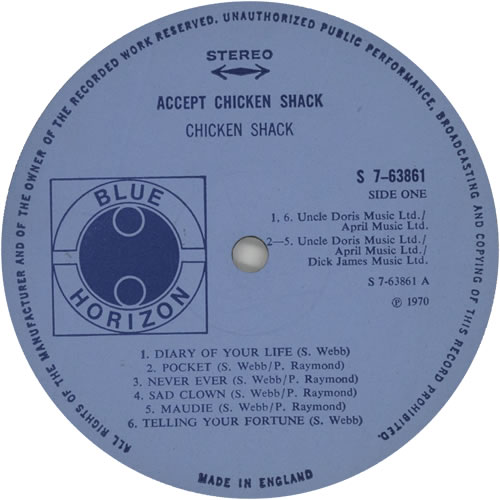 ALL RIGHTS OF THE MANUFACTURER AND OF THE OWNER OF THE RECORDED WORK RESERVED. UNAUTHORIZED PUBLIC PERFORMANCE, BROADCASTING AND COPYING OF THIS RECORD PROHIBITED.
STEREO
ACCEPT CHICKEN SHACK
CHICKEN SHACK
S 7-63861
SIDE ONE
BLUE
HORIZON
1, 6. Uncle Doris Music Ltd./
April Music Ltd.
2—5. Uncle Doris Music Ltd./
April Music Ltd./
Dick James Music Ltd.
S 7-63861 A
℗ 1970
1. DIARY OF YOUR LIFE (S. Webb)
2. POCKET (S. Webb/P. Raymond)
3. NEVER EVER (S. Webb/P. Raymond)
4. SAD CLOWN (S. Webb/P. Raymond)
5. MAUDIE (S. Webb/P. Raymond)
6. TELLING YOUR FORTUNE (S. Webb)
MADE IN ENGLAND